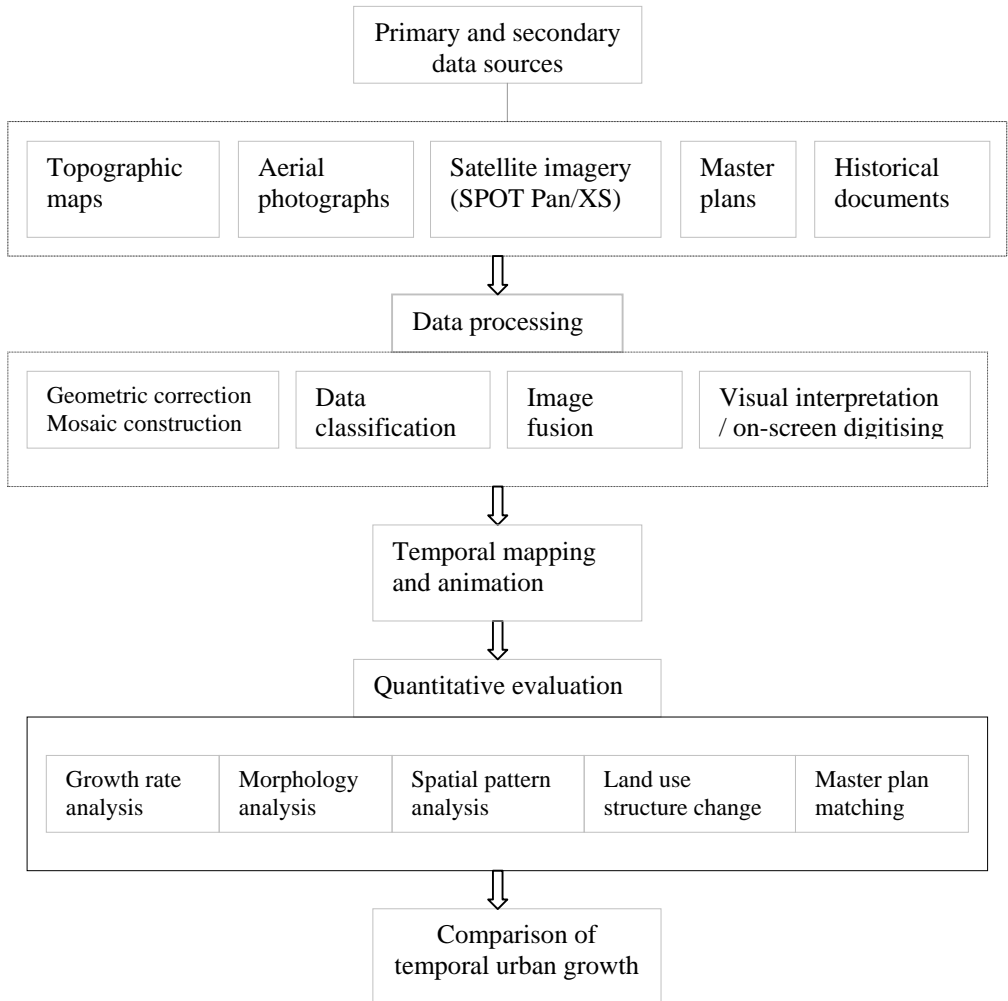 Primary and secondary
data sources
Topographic
maps
Aerial
photographs
Satellite imagery
(SPOT Pan/XS)
Master
plans
Historical
documents
Data processing
Geometric correction
Mosaic construction
Data
classification
Image
fusion
Visual interpretation
/ on-screen digitising
Temporal mapping
and animation
Quantitative evaluation
Growth rate
analysis
Morphology
analysis
Spatial pattern
analysis
Land use
structure change
Master plan
matching
Comparison of
temporal urban growth